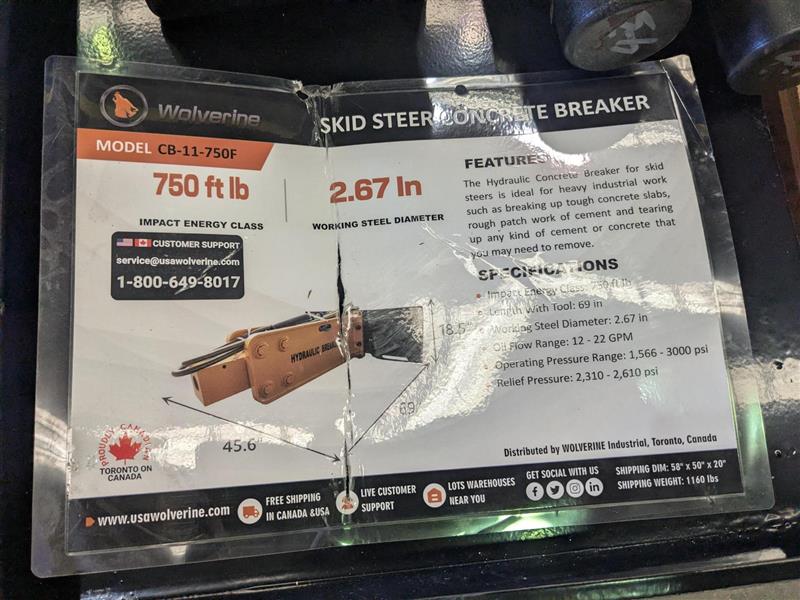 Wolverine
SKID STEER CONCRETE BREAKER
MODEL CB-11-750F
750 ft lb
IMPACT ENERGY CLASS
2.67 In
WORKING STEEL DIAMETER
CUSTOMER SUPPORT
service@usawolverine.com
1-800-649-8017
FEATURES
The Hydraulic Concrete Breaker for skid
steers is ideal for heavy industrial work
such as breaking up tough concrete slabs,
rough patch work of cement and tearing
up any kind of cement or concrete that
you may need to remove.
SPECIFICATIONS
Impact Energy Class: 750 ft lb
Length With Tool: 69 in
Working Steel Diameter: 2.67 in
Oil Flow Range: 12 - 22 GPM
Operating Pressure Range: 1,566 - 3000 psi
Relief Pressure: 2,310 - 2,610 psi
HYDRAULIC BREAKER
18.5"
69
45.6"
PROUDLY CANADIAN
TORONTO ON
CANADA
Distributed by WOLVERINE Industrial, Toronto, Canada
www.usawolverine.com
FREE SHIPPING
IN CANADA &USA
LIVE CUSTOMER
SUPPORT
LOTS WAREHOUSES
NEAR YOU
GET SOCIAL WITH US
SHIPPING DIM: 58" x 50" x 20"
SHIPPING WEIGHT: 1160 lbs